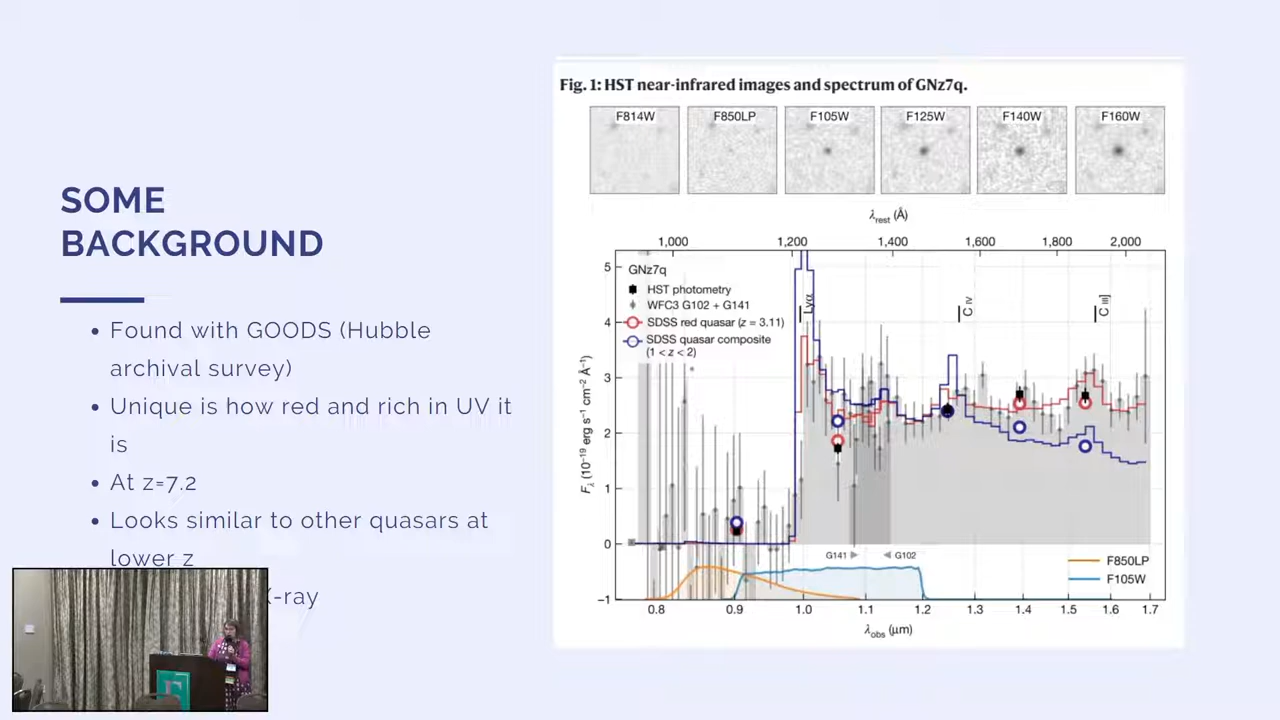 SOME
BACKGROUND
• Found with GOODS (Hubble
archival survey)
• Unique is how red and rich in UV it
is
• At z=7.2
• Looks similar to other quasars at
lower z
-ray
Fig. 1: HST near-infrared images and spectrum of GNz7q.
F814W F850LP F105W F125W F140W F160W
λrest (Å)
1,000 1,200 1,400 1,600 1,800 2,000
GNz7q
HST photometry
WFC3 G102 + G141
SDSS red quasar (z = 3.11)
SDSS quasar composite
(1 < z < 2)
Lyα
C IV
C III]
5
4
3
2
1
0
−1
Fλ (10⁻¹⁹ erg s⁻¹ cm⁻² Å⁻¹)
G141 G102
F850LP
F105W
0.8 0.9 1.0 1.1 1.2 1.3 1.4 1.5 1.6 1.7
λobs (µm)